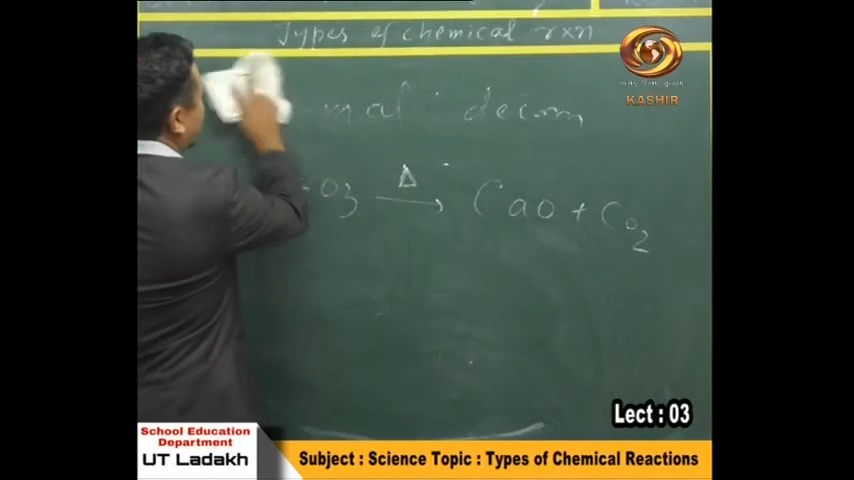 Types of chemical rxn
KASHIR
mal decom
O3 Δ → CaO + CO2
Lect : 03
School Education
Department
UT Ladakh
Subject : Science Topic : Types of Chemical Reactions